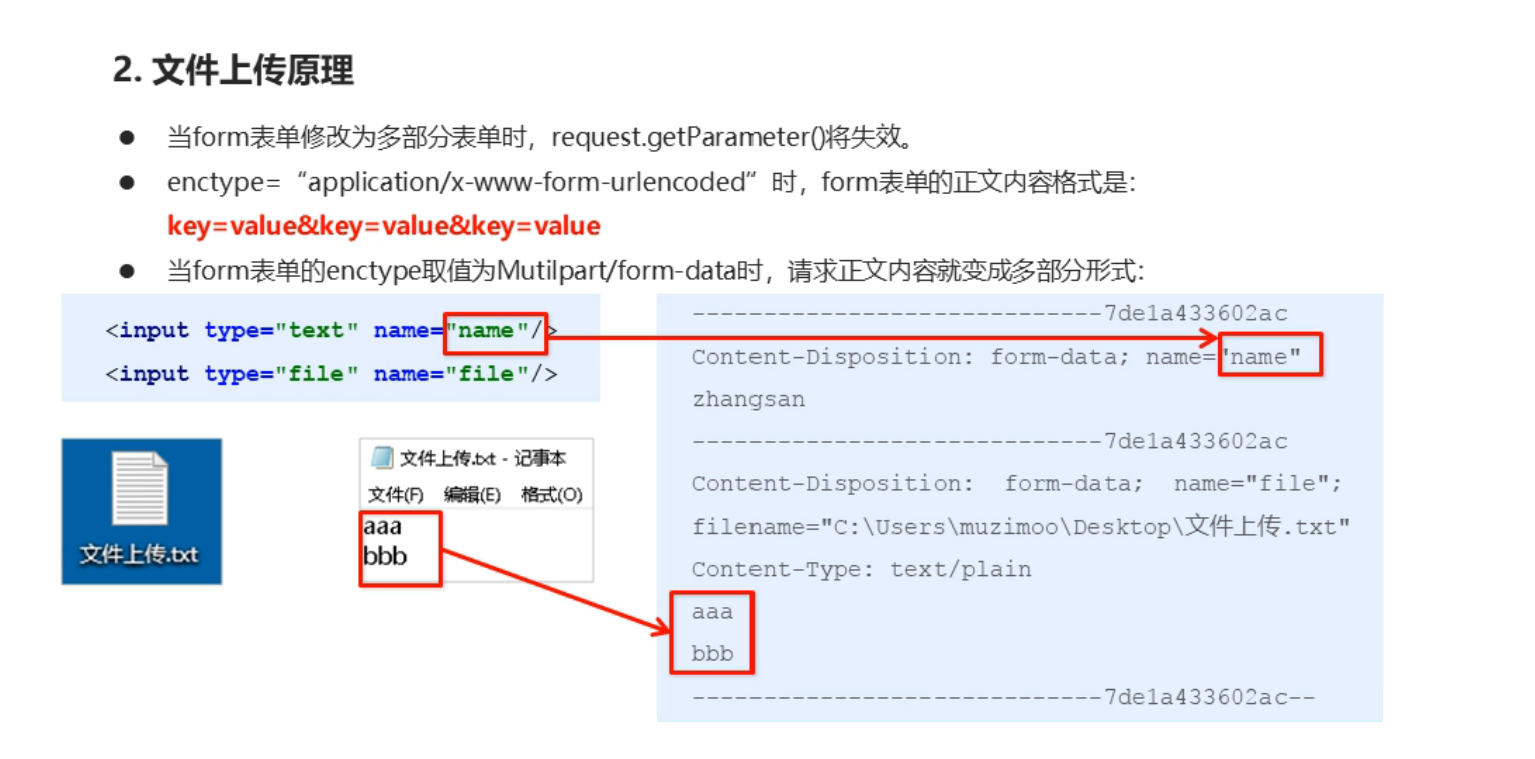 2. 文件上传原理
● 当form表单修改为多部分表单时，request.getParameter()将失效。
● enctype=“application/x-www-form-urlencoded”时，form表单的正文内容格式是：
key=value&key=value&key=value
● 当form表单的enctype取值为Mutilpart/form-data时，请求正文内容就变成多部分形式：
<input type="text" name="name"/>
<input type="file" name="file"/>
文件上传.txt
文件上传.txt - 记事本
文件(F) 编辑(E) 格式(O)
aaa
bbb
-----------------------------7de1a433602ac
Content-Disposition: form-data; name="name"
zhangsan
-----------------------------7de1a433602ac
Content-Disposition: form-data; name="file";
filename="C:\Users\muzimoo\Desktop\文件上传.txt"
Content-Type: text/plain
aaa
bbb
-----------------------------7de1a433602ac--